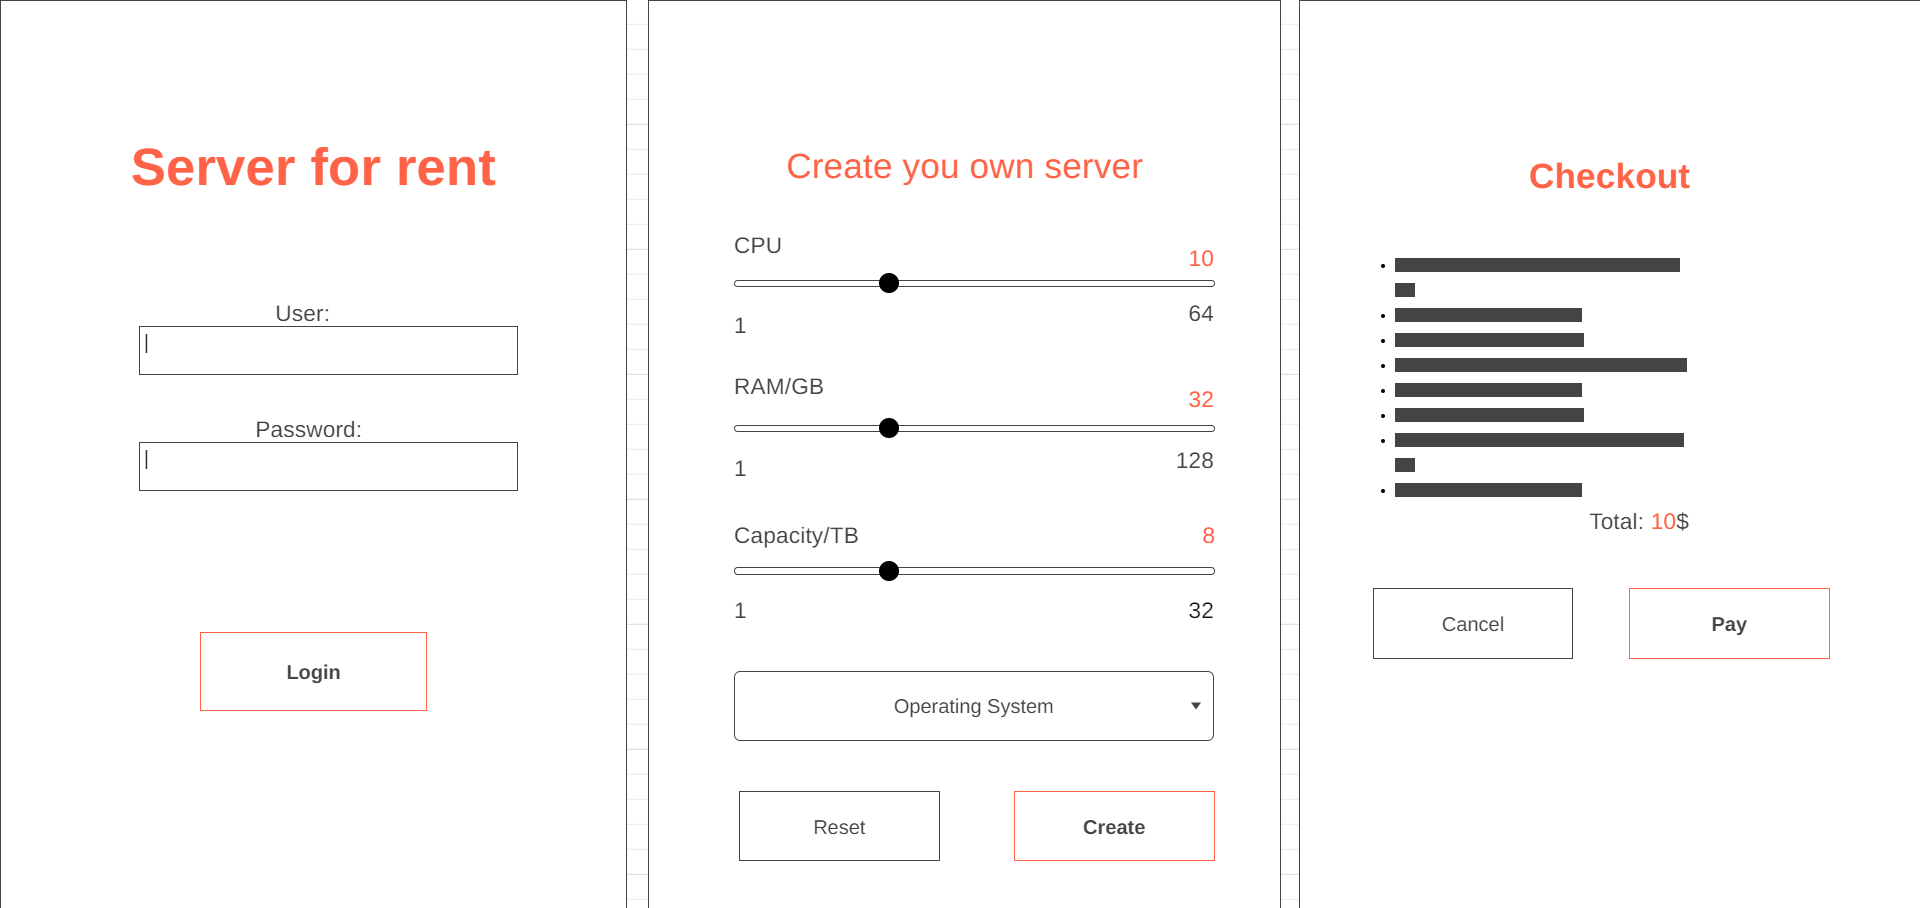 Server for rent
User:
Password:
Login
Create you own server
CPU
10
1
64
RAM/GB
32
1
128
Capacity/TB
8
1
32
Operating System
Reset
Create
Checkout
Total: 10$
Cancel
Pay